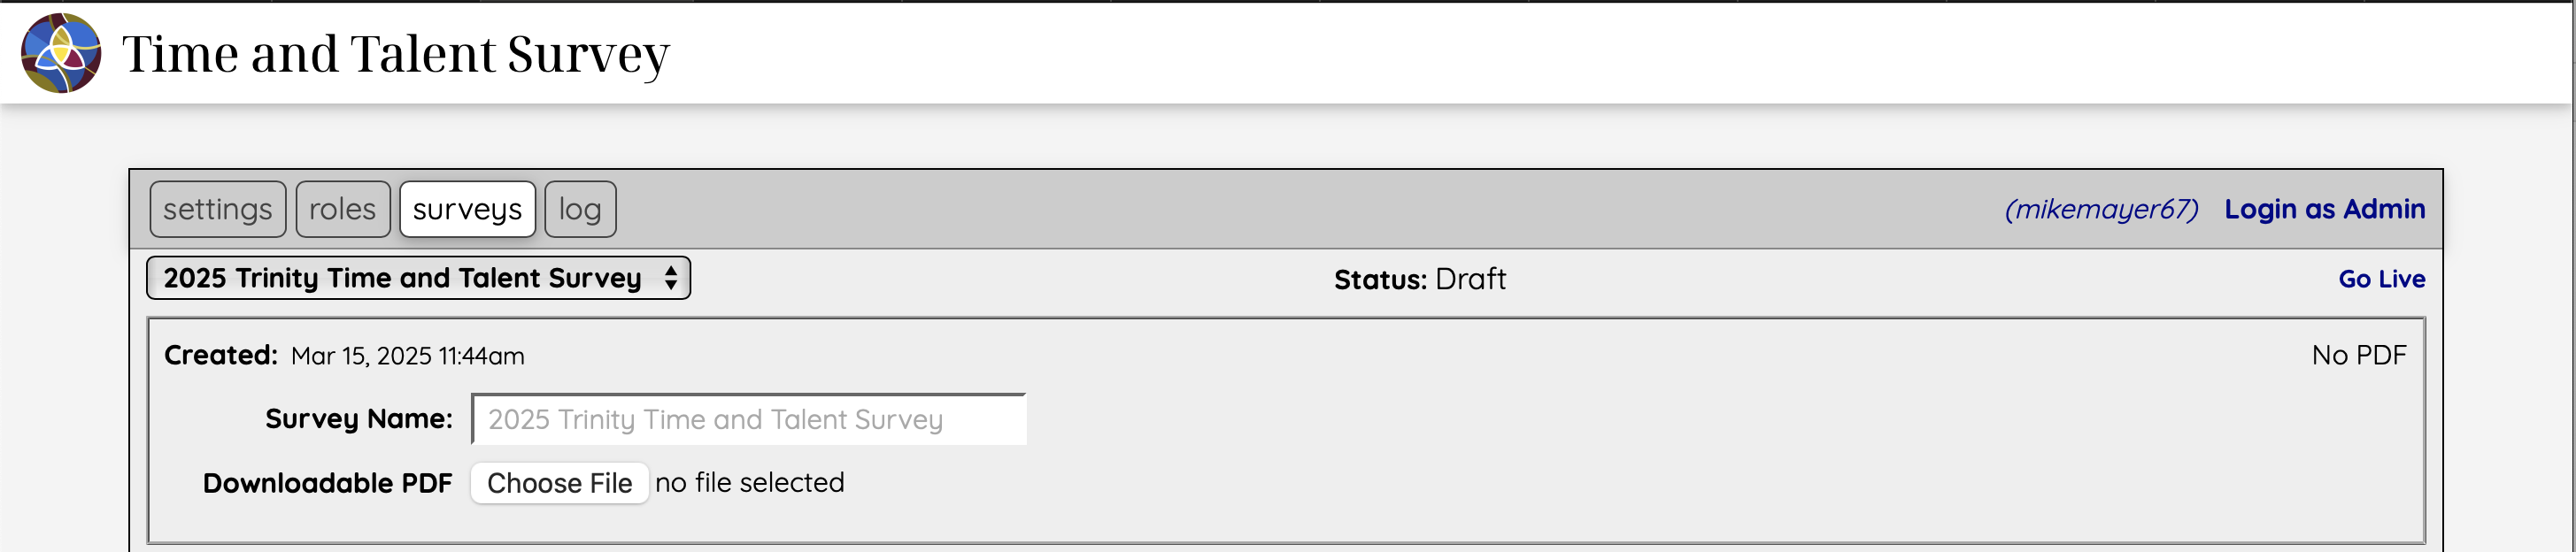 Time and Talent Survey
settings roles surveys log (mikemayer67) Login as Admin
2025 Trinity Time and Talent Survey Status: Draft Go Live
Created: Mar 15, 2025 11:44am No PDF
Survey Name: 2025 Trinity Time and Talent Survey
Downloadable PDF Choose File no file selected